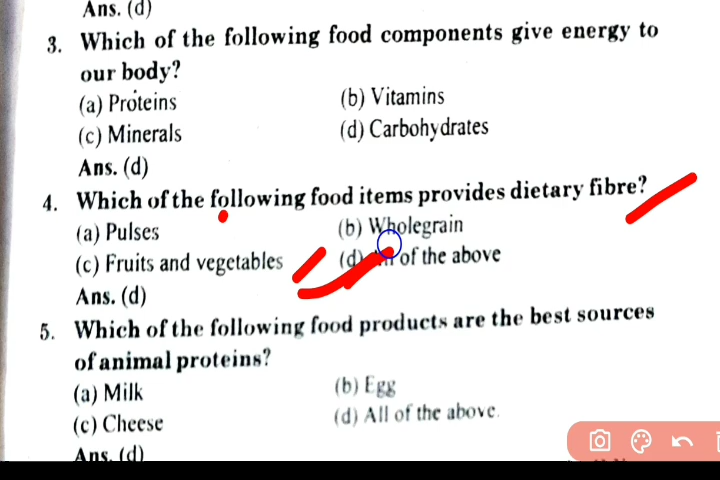 Ans. (d)
3. Which of the following food components give energy to
our body?
(a) Proteins (b) Vitamins
(c) Minerals (d) Carbohydrates
Ans. (d)
4. Which of the following food items provides dietary fibre?
(a) Pulses (b) Wholegrain
(c) Fruits and vegetables (d) of the above
Ans. (d)
5. Which of the following food products are the best sources
of animal proteins?
(a) Milk (b) Egg
(c) Cheese (d) All of the above.
Ans. (d)